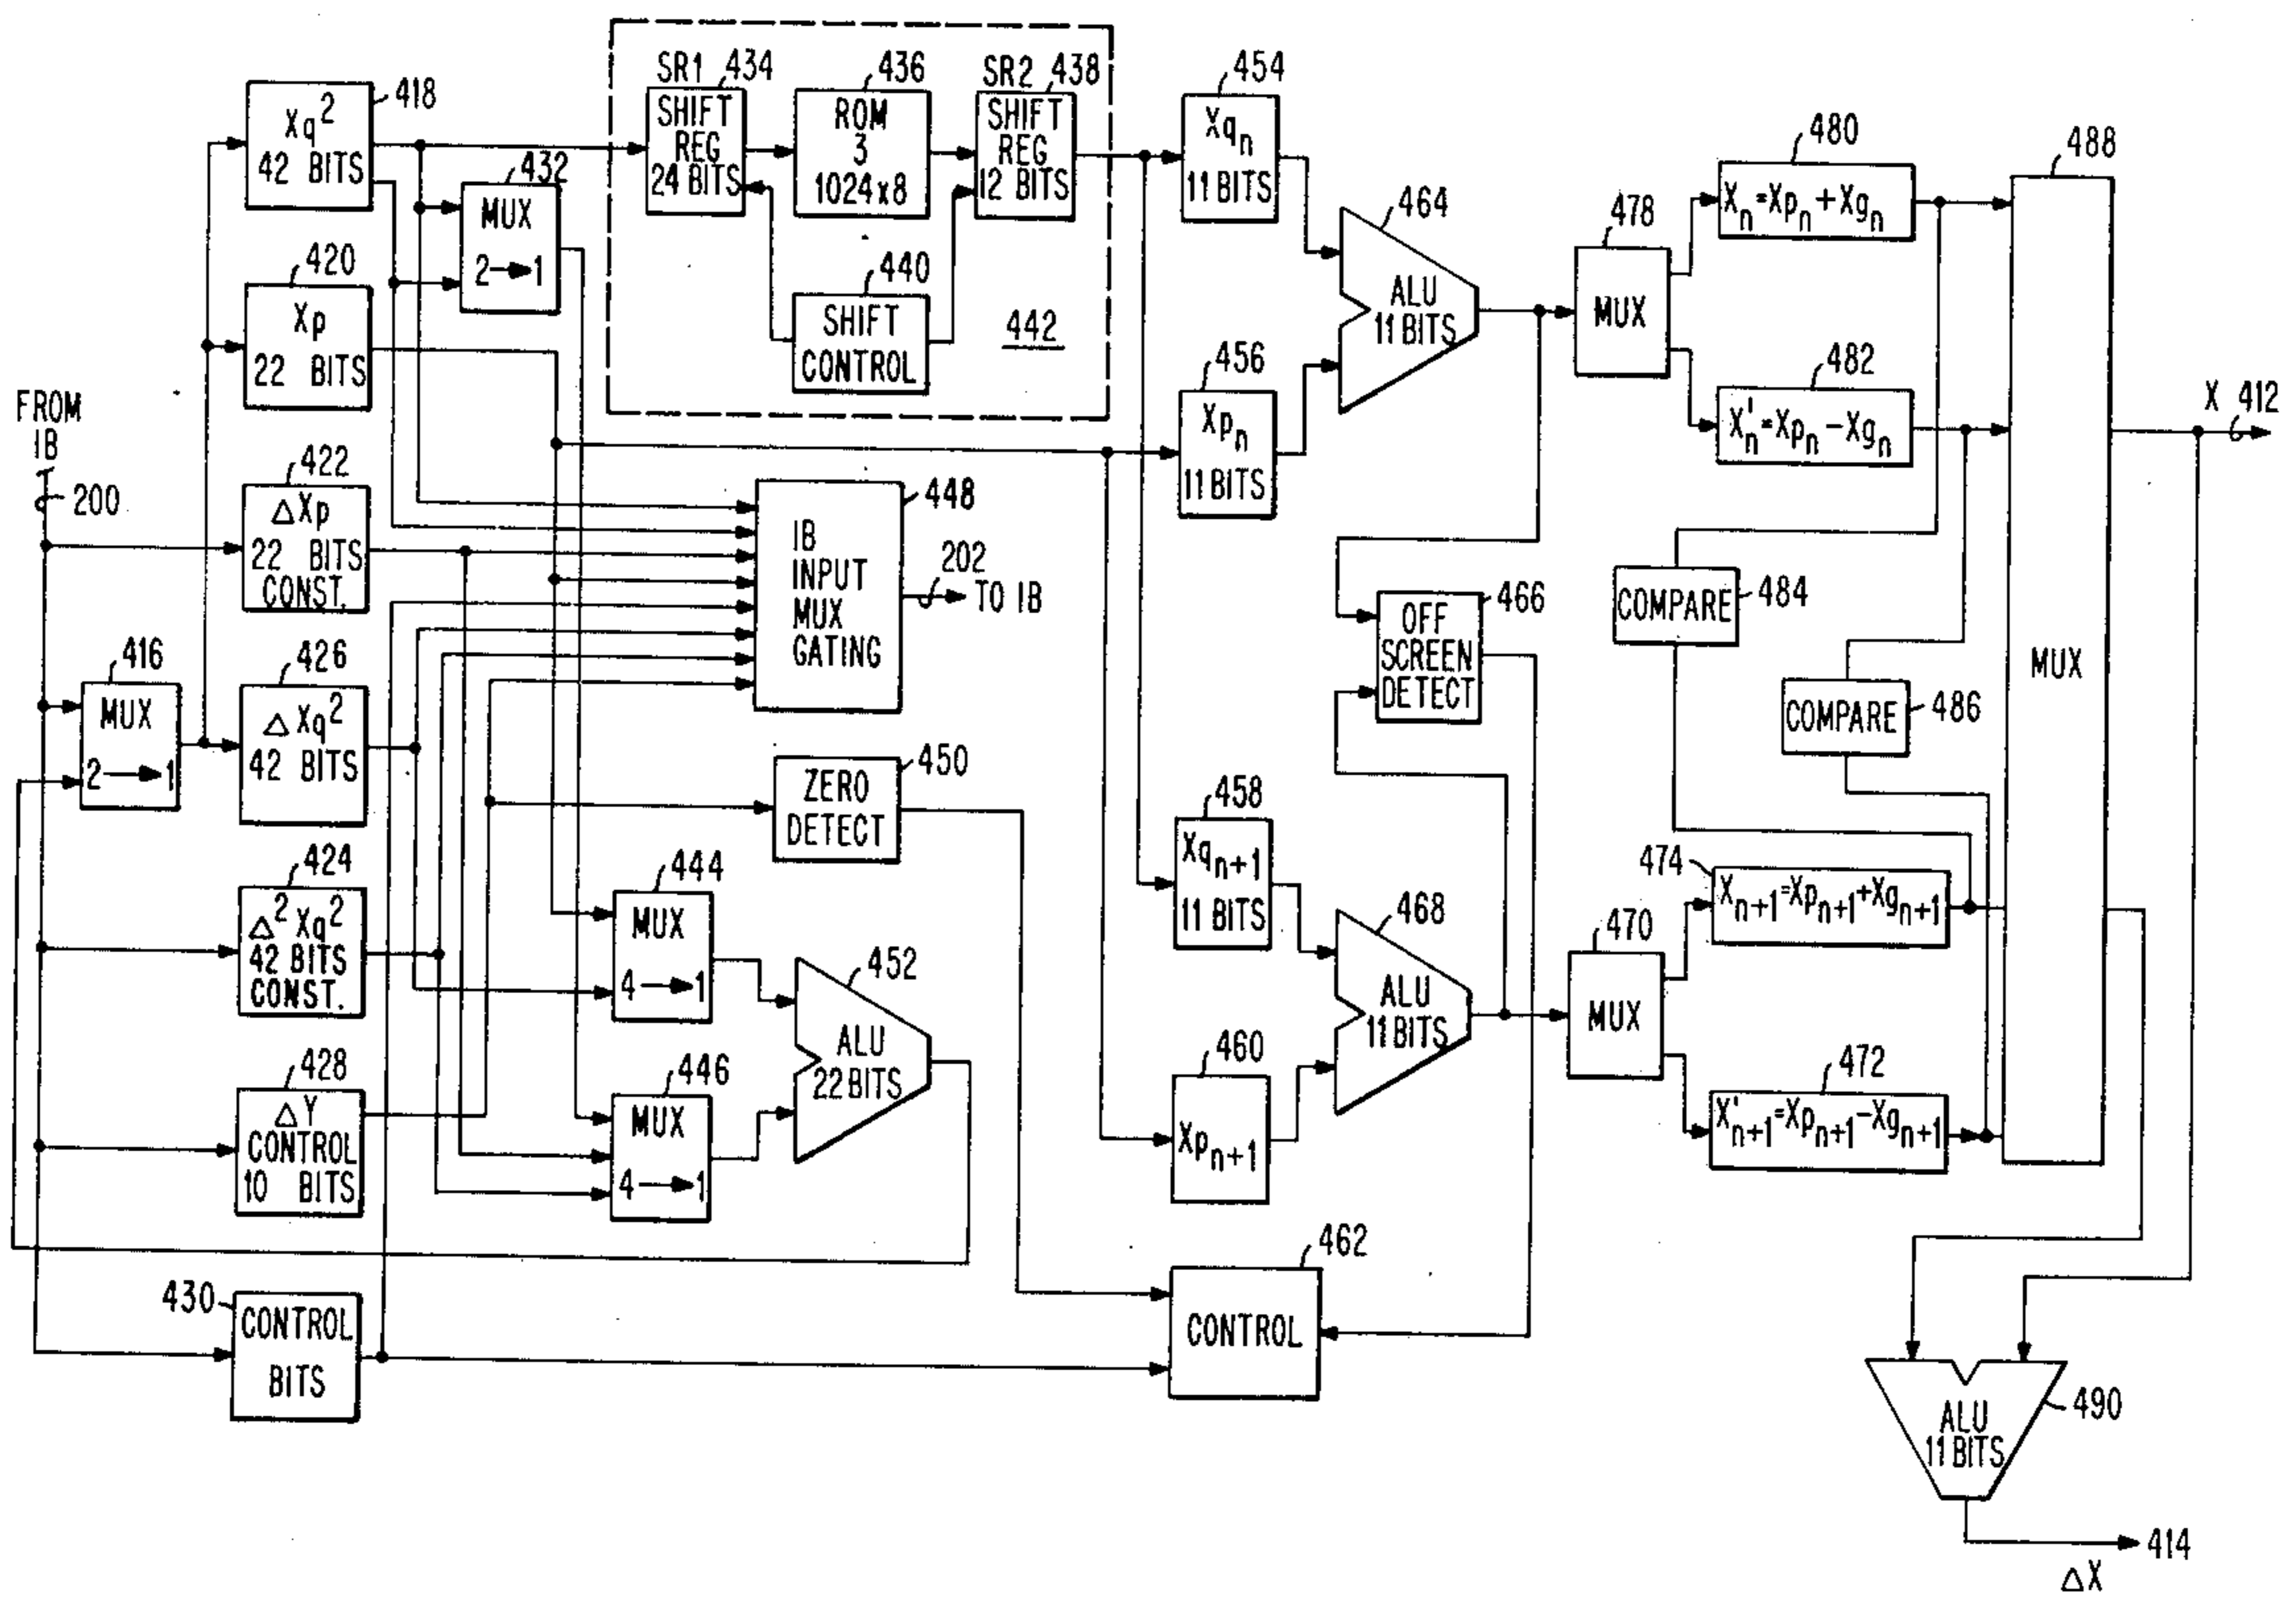 SR1 434
436
SR2 438
454
418
Xq²
42 BITS
SHIFT
REG
24 BITS
ROM
3
1024x8
SHIFT
REG
12 BITS
Xqn
11 BITS
480
Xn=Xpn+Xgn
488
432
MUX
2→1
464
ALU
11 BITS
478
MUX
420
Xp
22 BITS
440
SHIFT
CONTROL
442
456
Xpn
11 BITS
482
X'n=Xpn-Xgn
X 412
FROM
IB
200
422
ΔXp
22 BITS
CONST.
448
IB
INPUT
MUX
GATING
202
TO IB
466
OFF
SCREEN
DETECT
COMPARE 484
MUX
416
MUX
2→1
426
ΔXq²
42 BITS
COMPARE 486
450
ZERO
DETECT
458
Xqn+1
11 BITS
424
Δ²Xq²
42 BITS
CONST.
444
MUX
4→1
452
ALU
22 BITS
468
ALU
11 BITS
470
MUX
474
Xn+1=Xpn+1+Xgn+1
428
ΔY
CONTROL
10 BITS
446
MUX
4→1
460
Xpn+1
472
X'n+1=Xpn+1-Xgn+1
430
CONTROL
BITS
462
CONTROL
490
ALU
11 BITS
414
ΔX